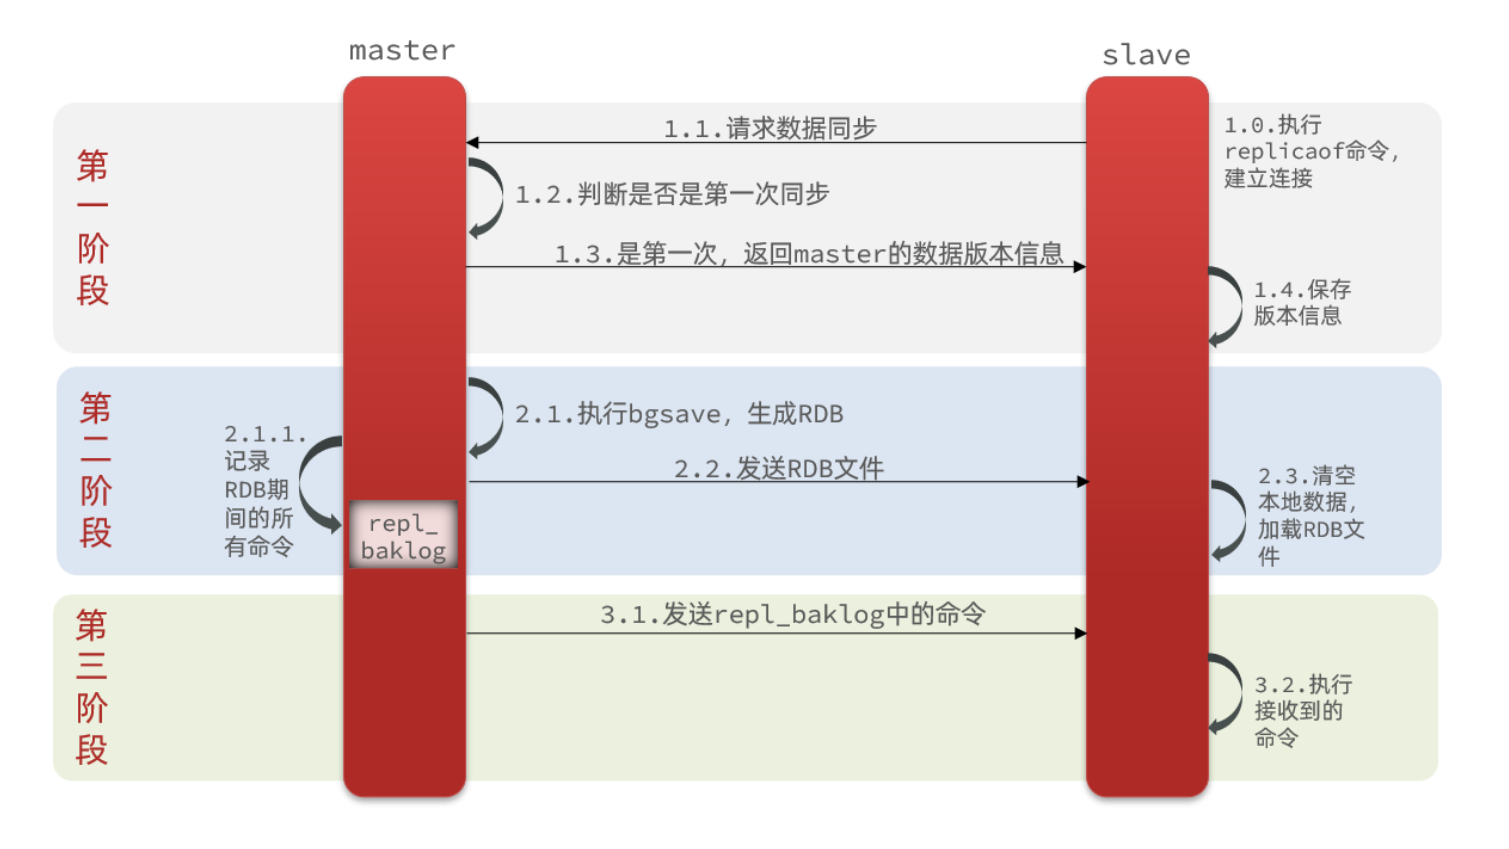 master
slave
第
一
阶
段
1.0.执行
replicaof命令,
建立连接
1.1.请求数据同步
1.2.判断是否是第一次同步
1.3.是第一次, 返回master的数据版本信息
1.4.保存
版本信息
第
二
阶
段
2.1.执行bgsave, 生成RDB
2.1.1.
记录
RDB期
间的所
有命令
repl_
baklog
2.2.发送RDB文件
2.3.清空
本地数据,
加载RDB文
件
第
三
阶
段
3.1.发送repl_baklog中的命令
3.2.执行
接收到的
命令